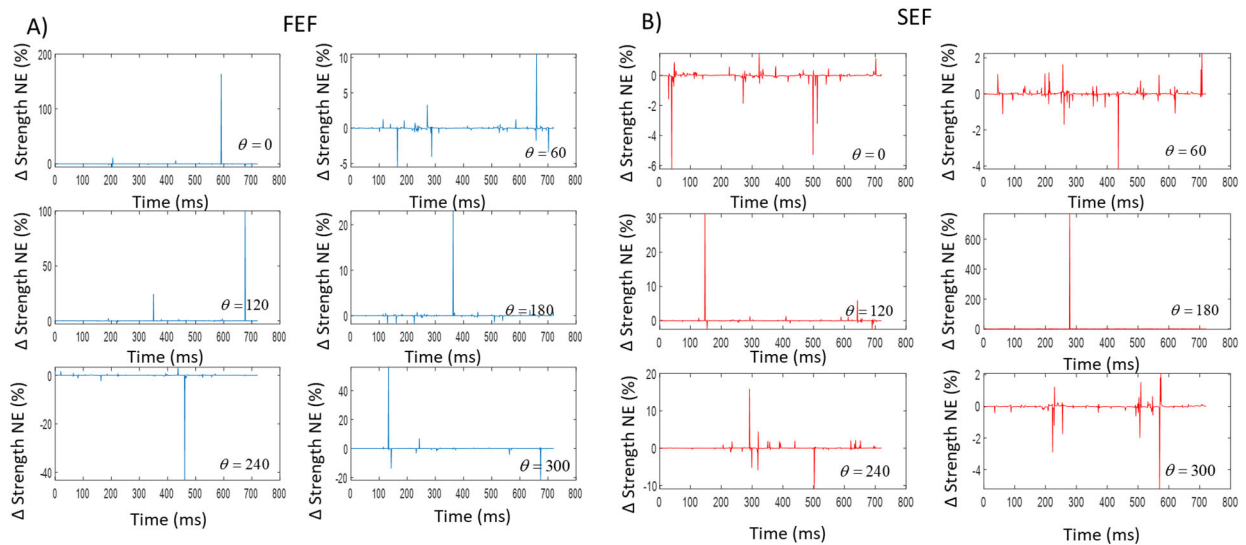 A)
FEF
Δ Strength NE (%)
200
150
100
50
0
θ = 0
0 100 200 300 400 500 600 700 800
Time (ms)
Δ Strength NE (%)
10
5
0
-5
θ = 60
0 100 200 300 400 500 600 700 800
Time (ms)
Δ Strength NE (%)
100
50
0
θ = 120
0 100 200 300 400 500 600 700 800
Time (ms)
Δ Strength NE (%)
20
10
0
θ = 180
0 100 200 300 400 500 600 700 800
Time (ms)
Δ Strength NE (%)
0
-20
-40
θ = 240
0 100 200 300 400 500 600 700 800
Time (ms)
Δ Strength NE (%)
40
20
0
-20
θ = 300
0 100 200 300 400 500 600 700 800
Time (ms)
B)
SEF
Δ Strength NE (%)
0
-2
-4
-6
θ = 0
0 100 200 300 400 500 600 700 800
Time (ms)
Δ Strength NE (%)
2
0
-2
-4
θ = 60
0 100 200 300 400 500 600 700 800
Time (ms)
Δ Strength NE (%)
30
20
10
0
θ = 120
0 100 200 300 400 500 600 700 800
Time (ms)
Δ Strength NE (%)
600
400
200
0
θ = 180
0 100 200 300 400 500 600 700 800
Time (ms)
Δ Strength NE (%)
20
10
0
-10
θ = 240
0 100 200 300 400 500 600 700 800
Time (ms)
Δ Strength NE (%)
2
0
-2
-4
θ = 300
0 100 200 300 400 500 600 700 800
Time (ms)